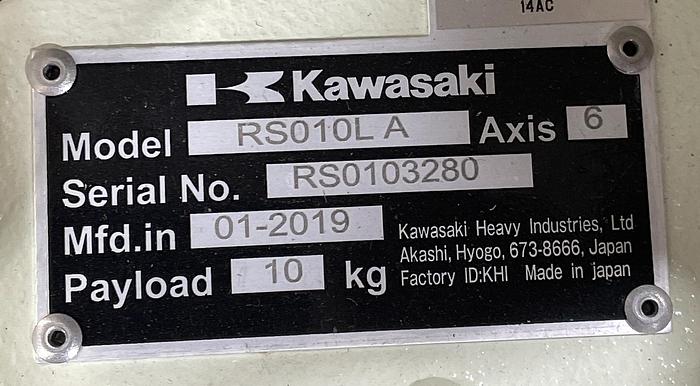 14AC
Kawasaki
Model RS010L A Axis 6
Serial No. RS0103280
Mfd.in 01-2019
Payload 10 kg
Kawasaki Heavy Industries, Ltd
Akashi, Hyogo, 673-8666, Japan
Factory ID:KHI Made in japan